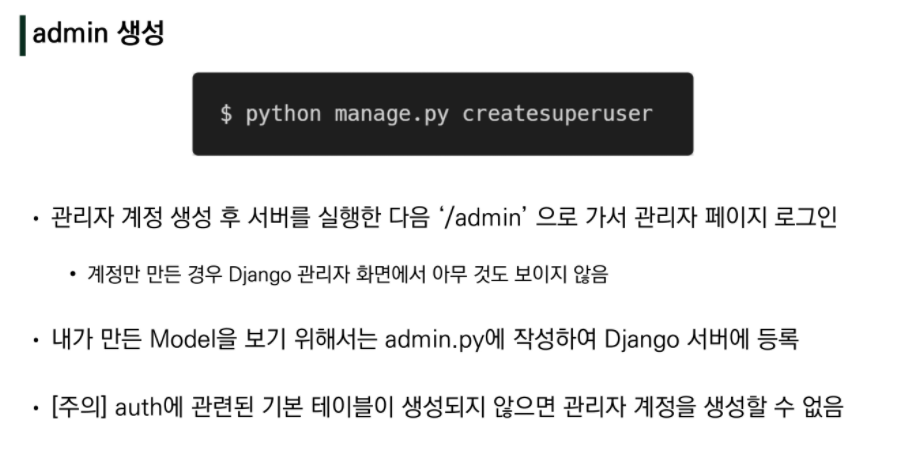 admin 생성
$ python manage.py createsuperuser
• 관리자 계정 생성 후 서버를 실행한 다음 ‘/admin’ 으로 가서 관리자 페이지 로그인
• 계정만 만든 경우 Django 관리자 화면에서 아무 것도 보이지 않음
• 내가 만든 Model을 보기 위해서는 admin.py에 작성하여 Django 서버에 등록
• [주의] auth에 관련된 기본 테이블이 생성되지 않으면 관리자 계정을 생성할 수 없음